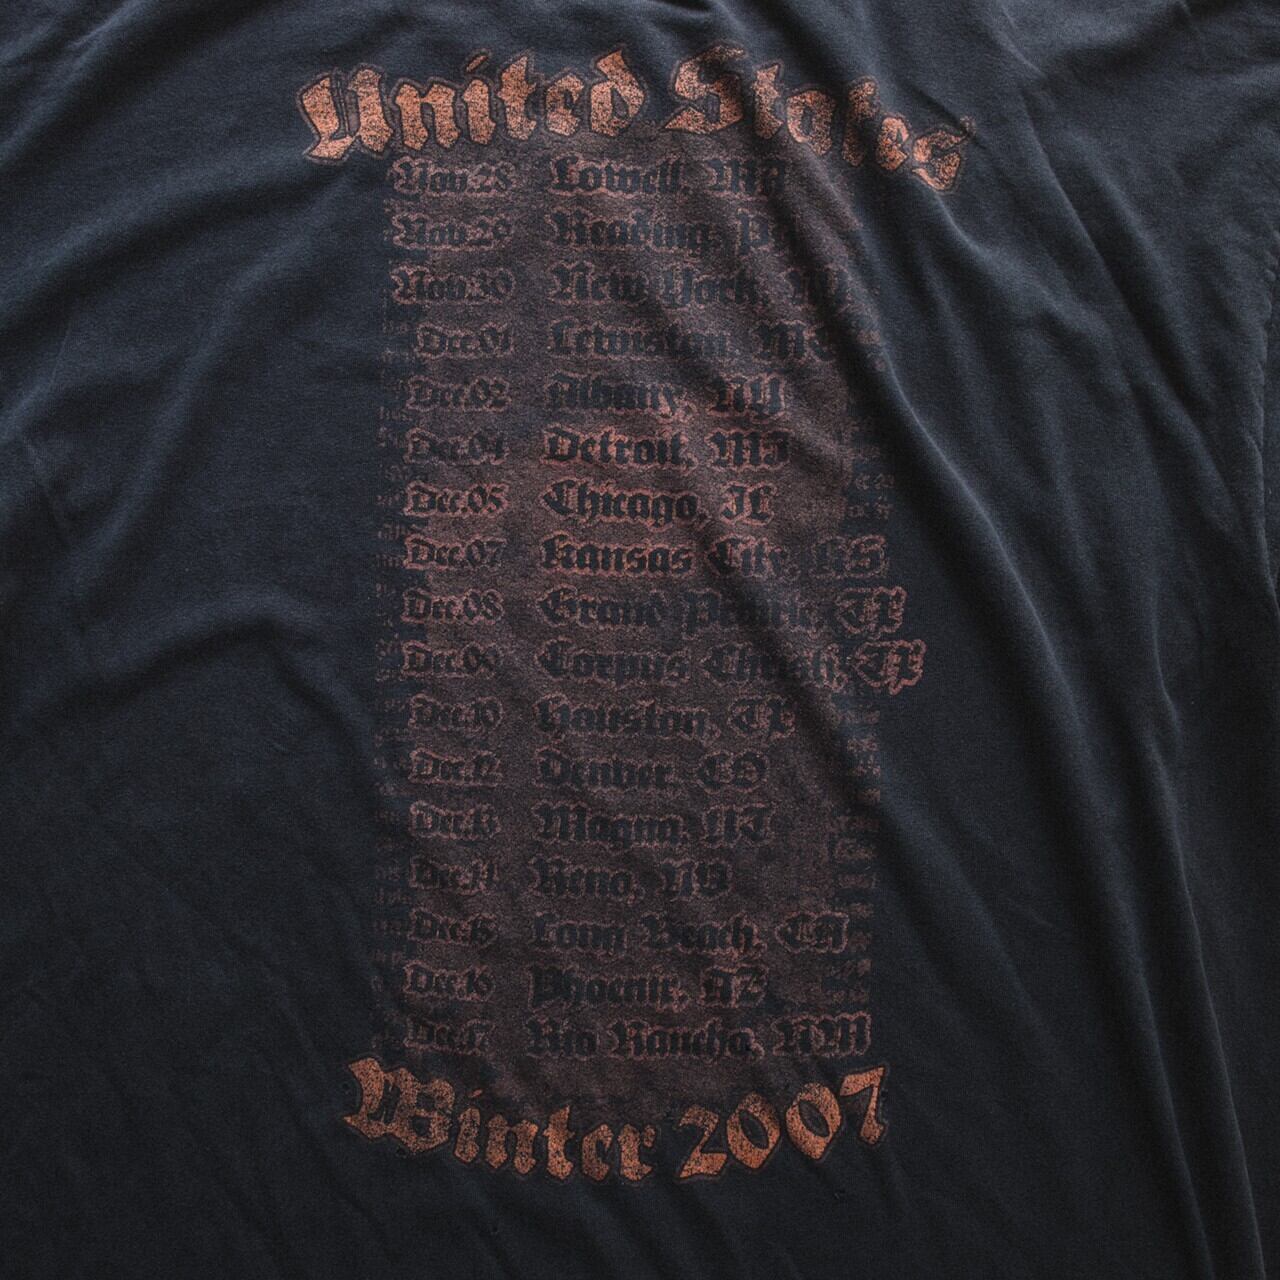 United States
Nov.28 Lowell, MA
Nov.29 Reading, P
Nov.30 New York, NY
Dec.01 Lewiston, ME
Dec.02 Albany, NY
Dec.04 Detroit, MI
Dec.05 Chicago, IL
Dec.07 Kansas City, KS
Dec.08 Grand Prairie, TX
Dec.09 Corpus Christi, TX
Dec.10 Houston, TX
Dec.12 Denver, CO
Dec.13 Magna, UT
Dec.14 Reno, NV
Dec.15 Long Beach, CA
Dec.16 Phoenix, AZ
Dec.17 Rio Rancho, NM
Winter 2007